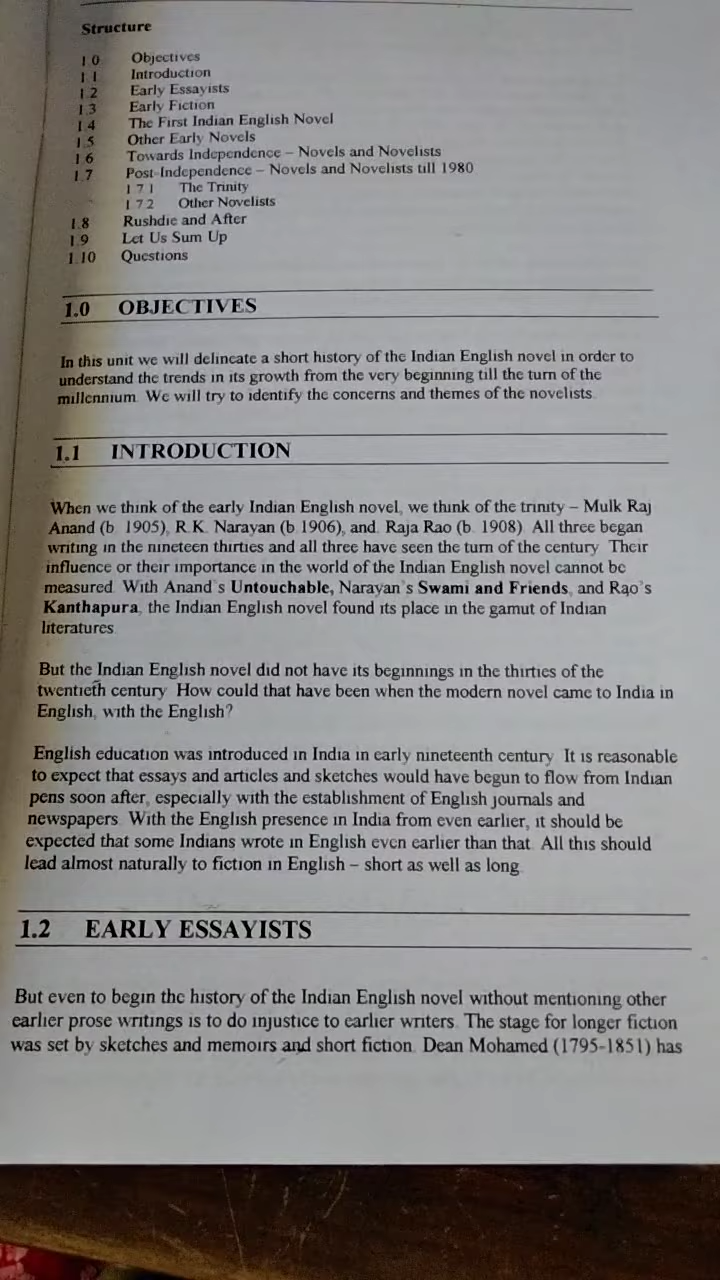 Structure
1.0 Objectives
1.1 Introduction
1.2 Early Essayists
1.3 Early Fiction
1.4 The First Indian English Novel
1.5 Other Early Novels
1.6 Towards Independence – Novels and Novelists
1.7 Post-Independence – Novels and Novelists till 1980
1.7.1 The Trinity
1.7.2 Other Novelists
1.8 Rushdie and After
1.9 Let Us Sum Up
1.10 Questions
1.0 OBJECTIVES
In this unit we will delineate a short history of the Indian English novel in order to
understand the trends in its growth from the very beginning till the turn of the
millennium. We will try to identify the concerns and themes of the novelists.
1.1 INTRODUCTION
When we think of the early Indian English novel, we think of the trinity – Mulk Raj
Anand (b. 1905), R.K. Narayan (b. 1906), and Raja Rao (b. 1908). All three began
writing in the nineteen thirties and all three have seen the turn of the century. Their
influence or their importance in the world of the Indian English novel cannot be
measured. With Anand's Untouchable, Narayan's Swami and Friends, and Rao's
Kanthapura, the Indian English novel found its place in the gamut of Indian
literatures.
But the Indian English novel did not have its beginnings in the thirties of the
twentieth century. How could that have been when the modern novel came to India in
English, with the English?
English education was introduced in India in early nineteenth century. It is reasonable
to expect that essays and articles and sketches would have begun to flow from Indian
pens soon after, especially with the establishment of English journals and
newspapers. With the English presence in India from even earlier, it should be
expected that some Indians wrote in English even earlier than that. All this should
lead almost naturally to fiction in English – short as well as long.
1.2 EARLY ESSAYISTS
But even to begin the history of the Indian English novel without mentioning other
earlier prose writings is to do injustice to earlier writers. The stage for longer fiction
was set by sketches and memoirs and short fiction. Dean Mohamed (1795-1851) has